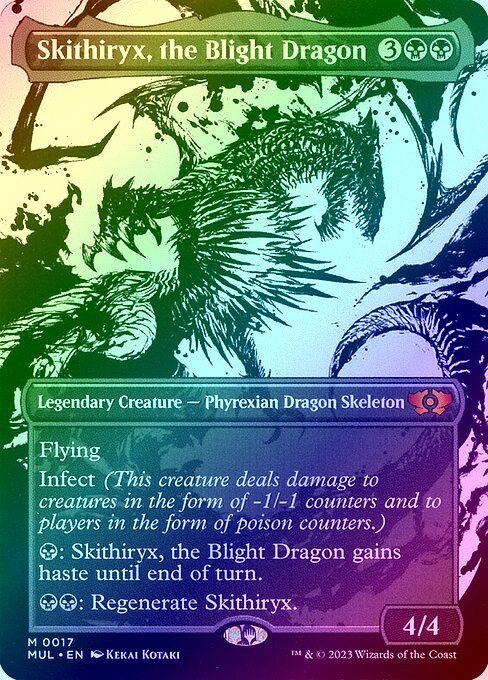 Skithiryx, the Blight Dragon 3
Legendary Creature — Phyrexian Dragon Skeleton
Flying
Infect (This creature deals damage to
creatures in the form of -1/-1 counters and to
players in the form of poison counters.)
: Skithiryx, the Blight Dragon gains
haste until end of turn.
: Regenerate Skithiryx.
4/4
M 0017
MUL • EN Kekai Kotaki
™ & © 2023 Wizards of the Coast